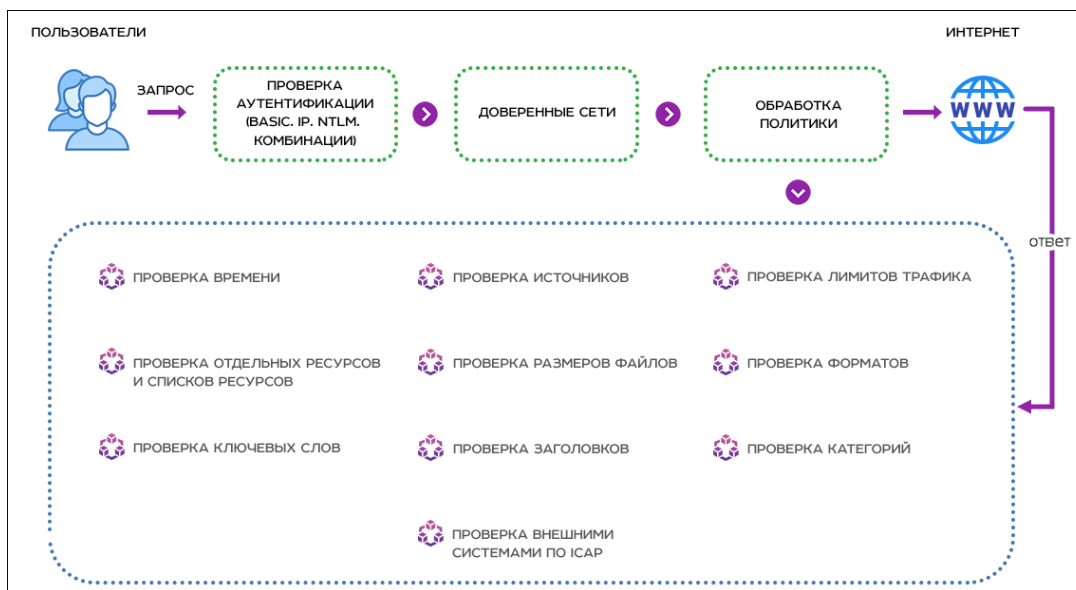 ПОЛЬЗОВАТЕЛИ
ИНТЕРНЕТ
ЗАПРОС
ПРОВЕРКА
АУТЕНТИФИКАЦИИ
(BASIC. IP. NTLM.
КОМБИНАЦИИ)
ДОВЕРЕННЫЕ СЕТИ
ОБРАБОТКА
ПОЛИТИКИ
WWW
ответ
ПРОВЕРКА ВРЕМЕНИ
ПРОВЕРКА ИСТОЧНИКОВ
ПРОВЕРКА ЛИМИТОВ ТРАФИКА
ПРОВЕРКА ОТДЕЛЬНЫХ РЕСУРСОВ
И СПИСКОВ РЕСУРСОВ
ПРОВЕРКА РАЗМЕРОВ ФАЙЛОВ
ПРОВЕРКА ФОРМАТОВ
ПРОВЕРКА КЛЮЧЕВЫХ СЛОВ
ПРОВЕРКА ЗАГОЛОВКОВ
ПРОВЕРКА КАТЕГОРИЙ
ПРОВЕРКА ВНЕШНИМИ
СИСТЕМАМИ ПО ICAP